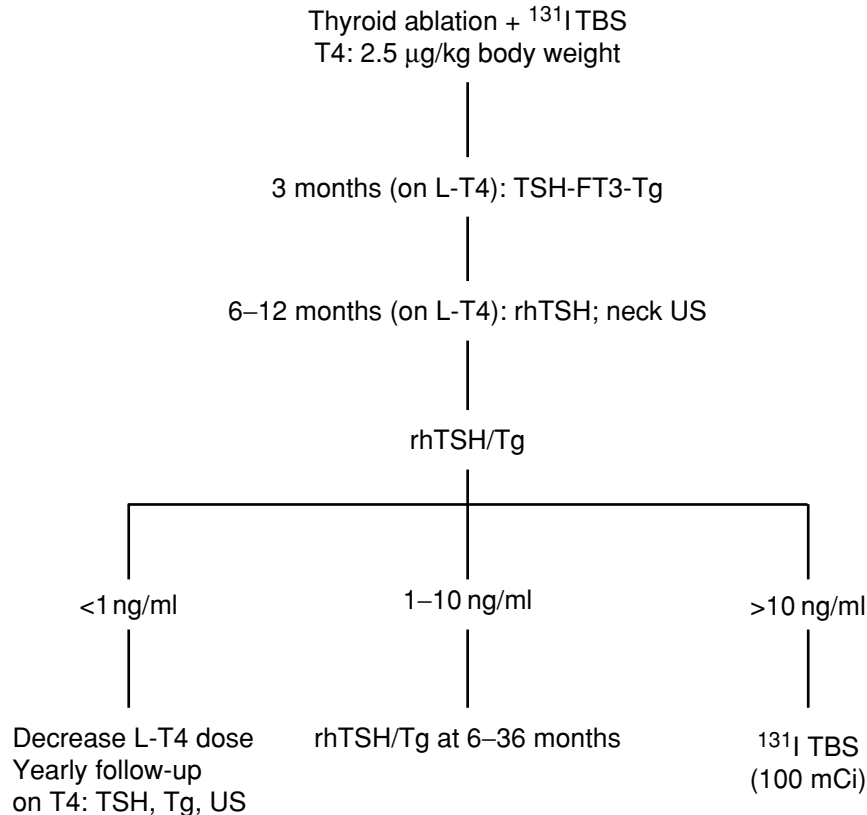 Thyroid ablation + ¹³¹I TBS
T4: 2.5 μg/kg body weight
3 months (on L-T4): TSH-FT3-Tg
6–12 months (on L-T4): rhTSH; neck US
rhTSH/Tg
<1 ng/ml
1–10 ng/ml
>10 ng/ml
Decrease L-T4 dose
Yearly follow-up
on T4: TSH, Tg, US
rhTSH/Tg at 6–36 months
¹³¹I TBS
(100 mCi)